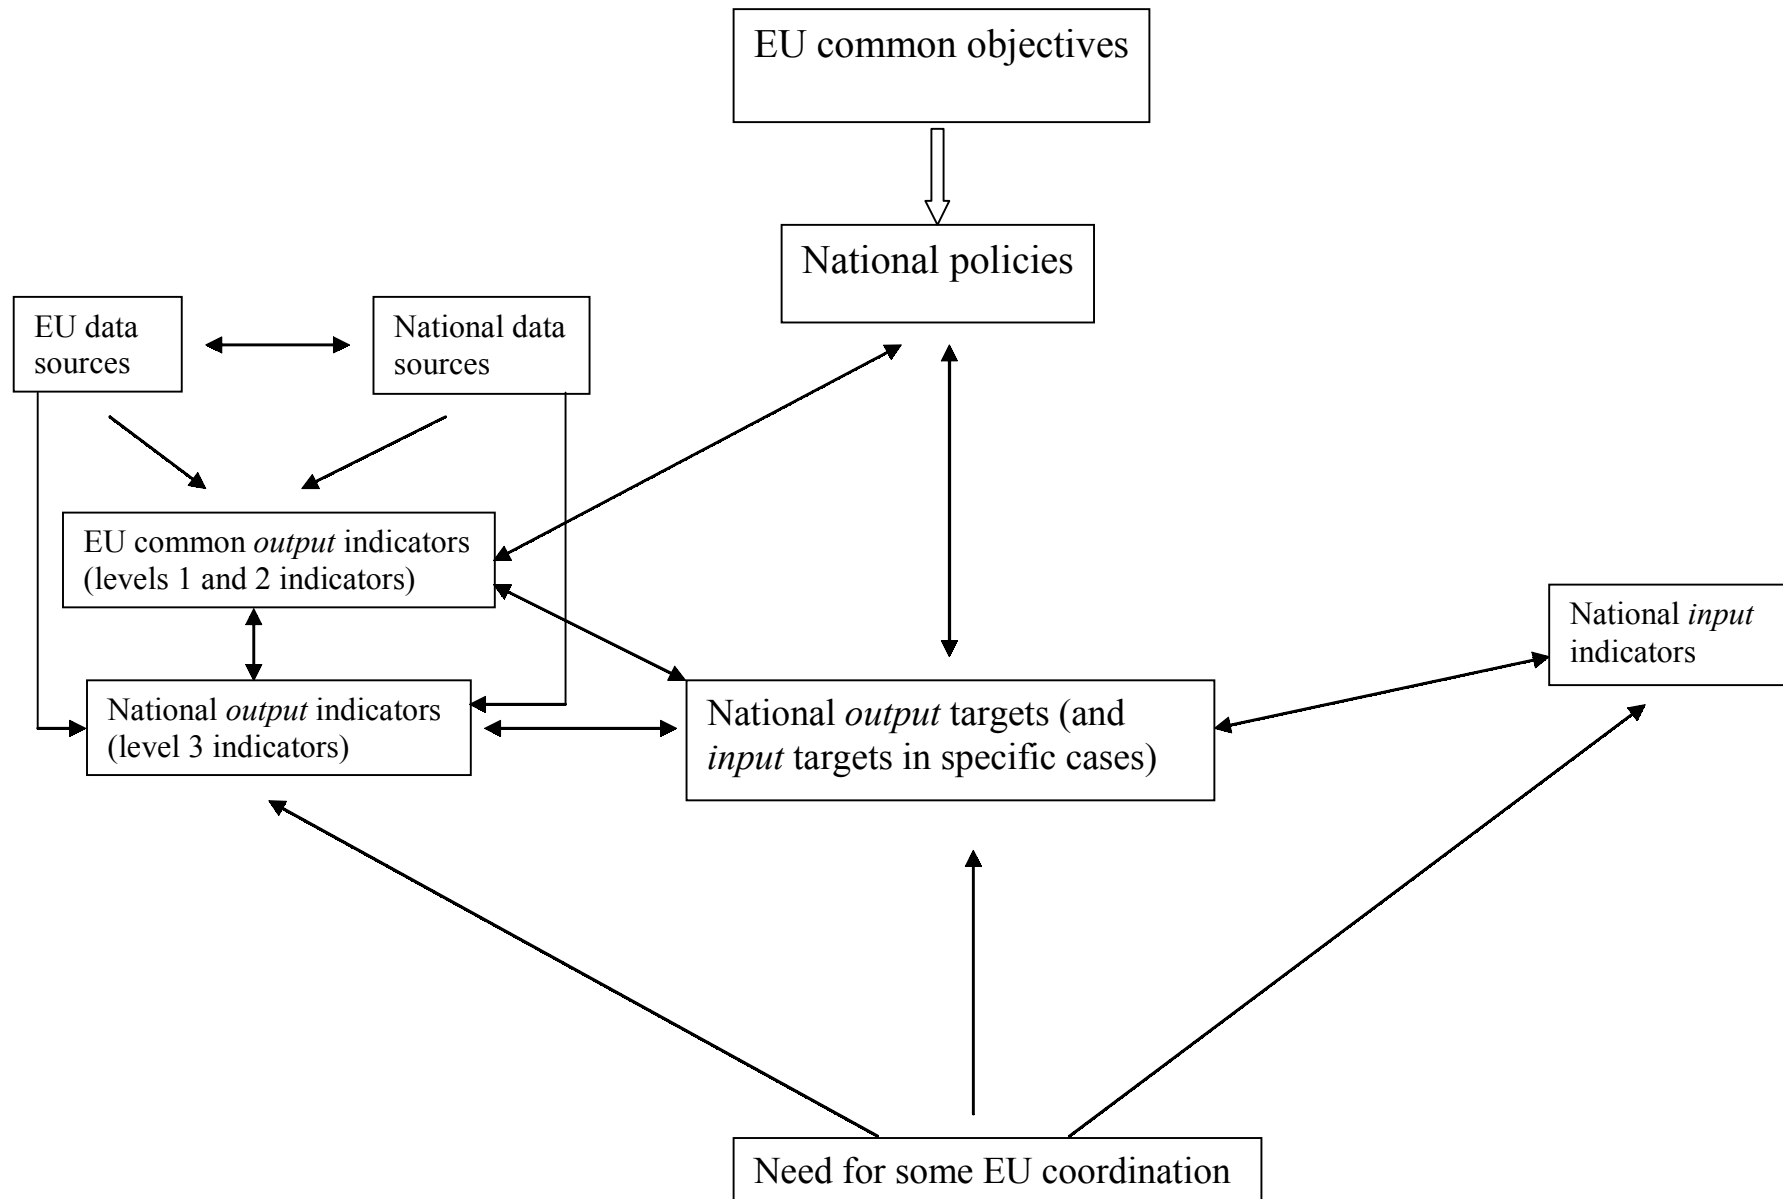 EU common objectives
National policies
EU data
sources
National data
sources
EU common output indicators
(levels 1 and 2 indicators)
National input
indicators
National output indicators
(level 3 indicators)
National output targets (and
input targets in specific cases)
Need for some EU coordination